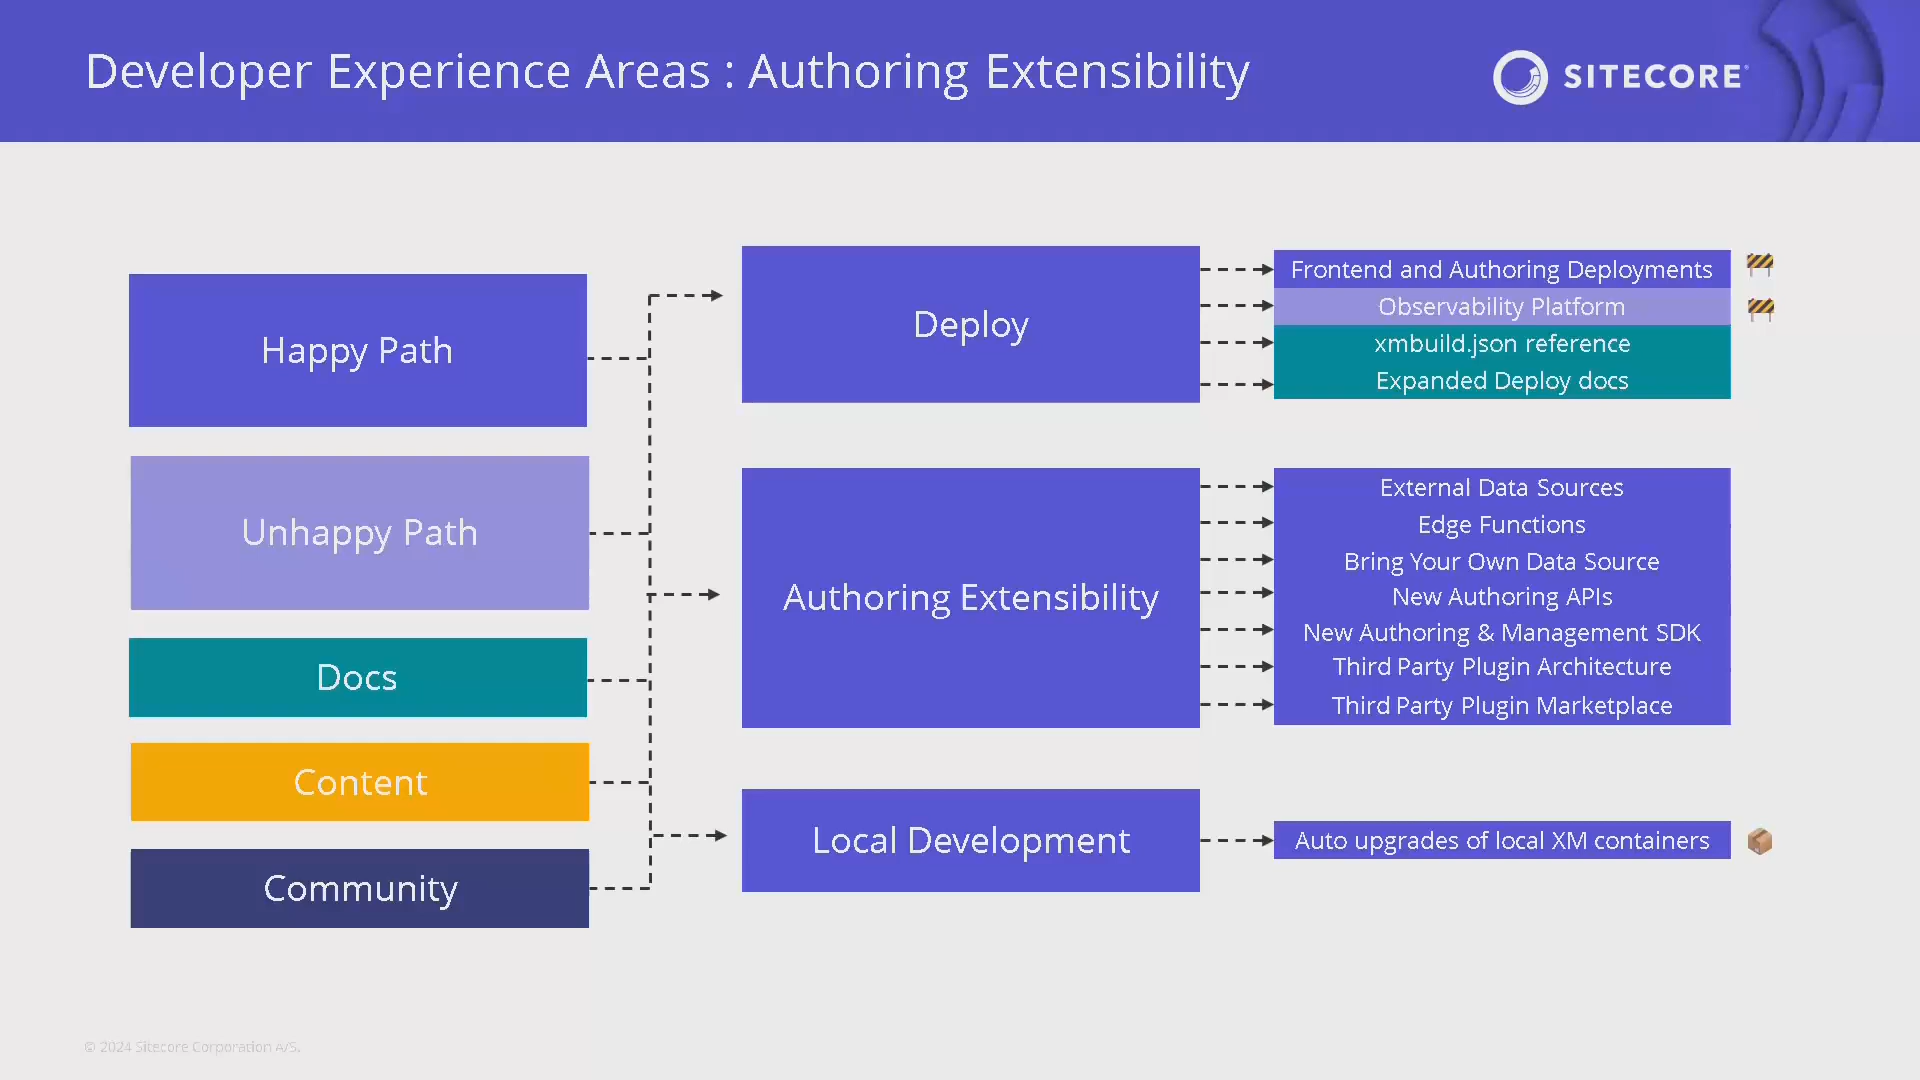 Developer Experience Areas : Authoring Extensibility
SITECORE
Happy Path
Unhappy Path
Docs
Content
Community
Deploy
Frontend and Authoring Deployments
Observability Platform
xmbuild.json reference
Expanded Deploy docs
Authoring Extensibility
External Data Sources
Edge Functions
Bring Your Own Data Source
New Authoring APIs
New Authoring & Management SDK
Third Party Plugin Architecture
Third Party Plugin Marketplace
Local Development
Auto upgrades of local XM containers
© 2024 Sitecore Corporation A/S.